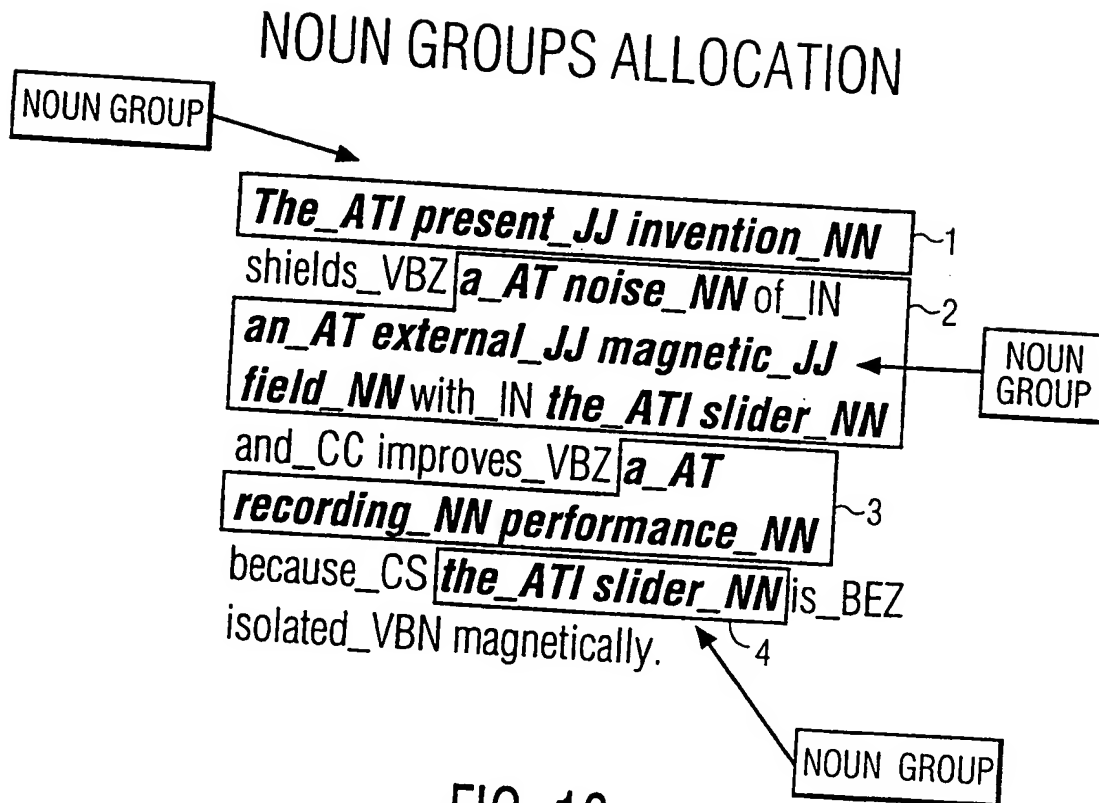 NOUN GROUPS ALLOCATION
NOUN GROUP
The_ATI present_JJ invention_NN
1
shields_VBZ a_AT noise_NN of_IN
2
an_AT external_JJ magnetic_JJ
NOUN GROUP
field_NN with_IN the_ATI slider_NN
and_CC improves_VBZ a_AT
3
recording_NN performance_NN
because_CS the_ATI slider_NN is_BEZ
4
isolated_VBN magnetically.
NOUN GROUP